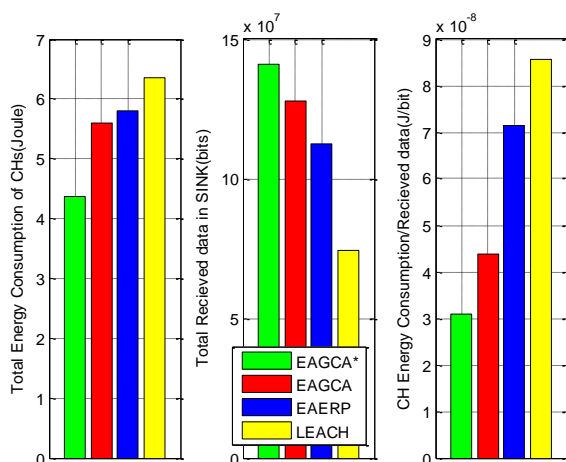 Total Energy Consumption of CHs(Joule)
7
6
5
4
3
2
1
0
Total Recieved data in SINK(bits)
x 10^7
15
10
5
0
EAGCA*
EAGCA
EAERP
LEACH
CH Energy Consumption/Recieved data(J/bit)
x 10^-8
9
8
7
6
5
4
3
2
1
0